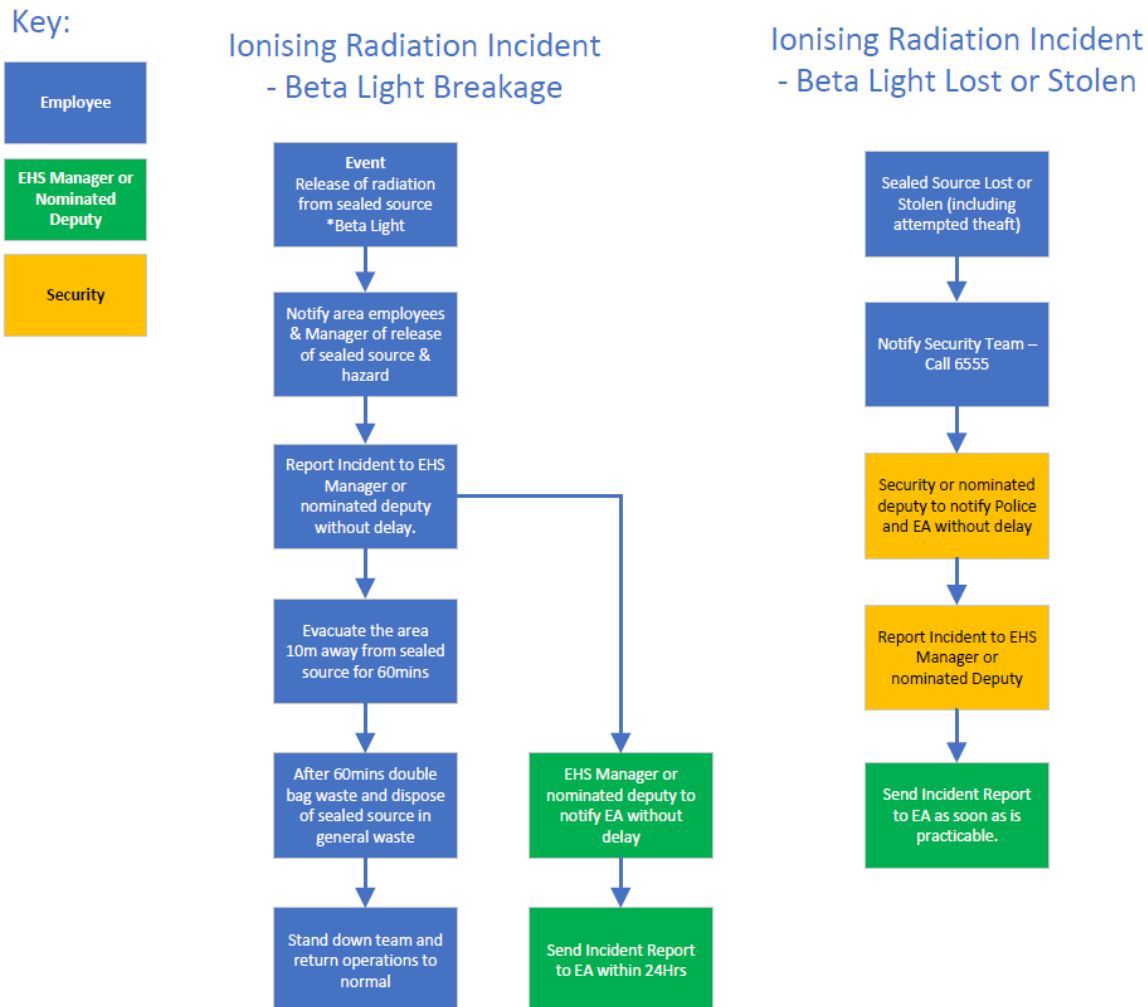 Key:
Employee
EHS Manager or
Nominated
Deputy
Security
Ionising Radiation Incident
- Beta Light Breakage
Event
Release of radiation
from sealed source
*Beta Light
Notify area employees
& Manager of release
of sealed source &
hazard
Report Incident to EHS
Manager or
nominated deputy
without delay.
Evacuate the area
10m away from sealed
source for 60mins
After 60mins double
bag waste and dispose
of sealed source in
general waste
Stand down team and
return operations to
normal
EHS Manager or
nominated deputy to
notify EA without
delay
Send Incident Report
to EA within 24Hrs
Ionising Radiation Incident
- Beta Light Lost or Stolen
Sealed Source Lost or
Stolen (including
attempted theaft)
Notify Security Team –
Call 6555
Security or nominated
deputy to notify Police
and EA without delay
Report Incident to EHS
Manager or
nominated Deputy
Send Incident Report
to EA as soon as is
practicable.